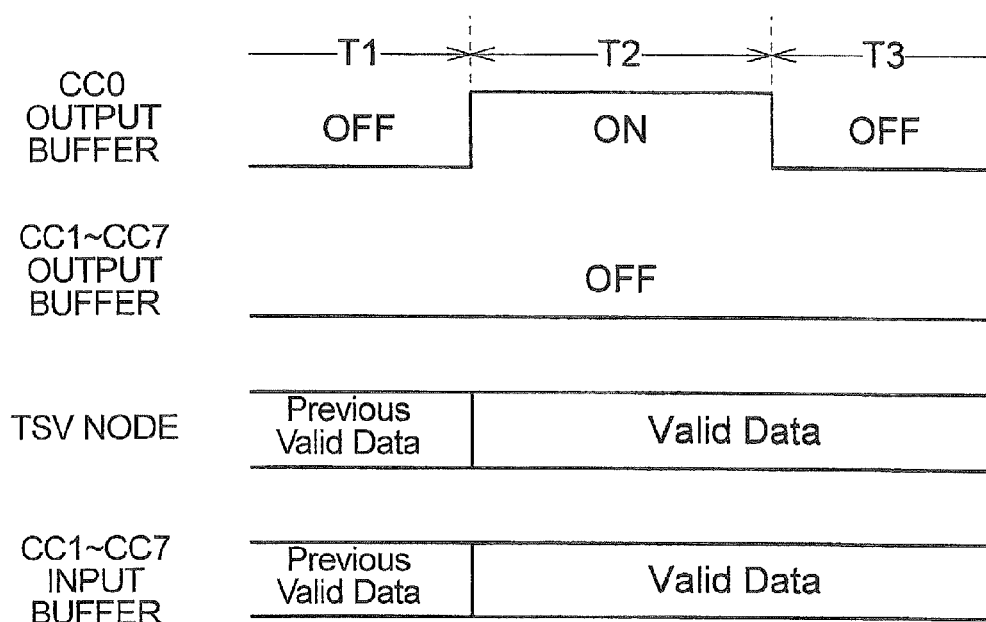 T1 T2 T3
CC0
OUTPUT
BUFFER
OFF ON OFF
CC1~CC7
OUTPUT
BUFFER
OFF
TSV NODE
Previous
Valid Data
Valid Data
CC1~CC7
INPUT
BUFFER
Previous
Valid Data
Valid Data